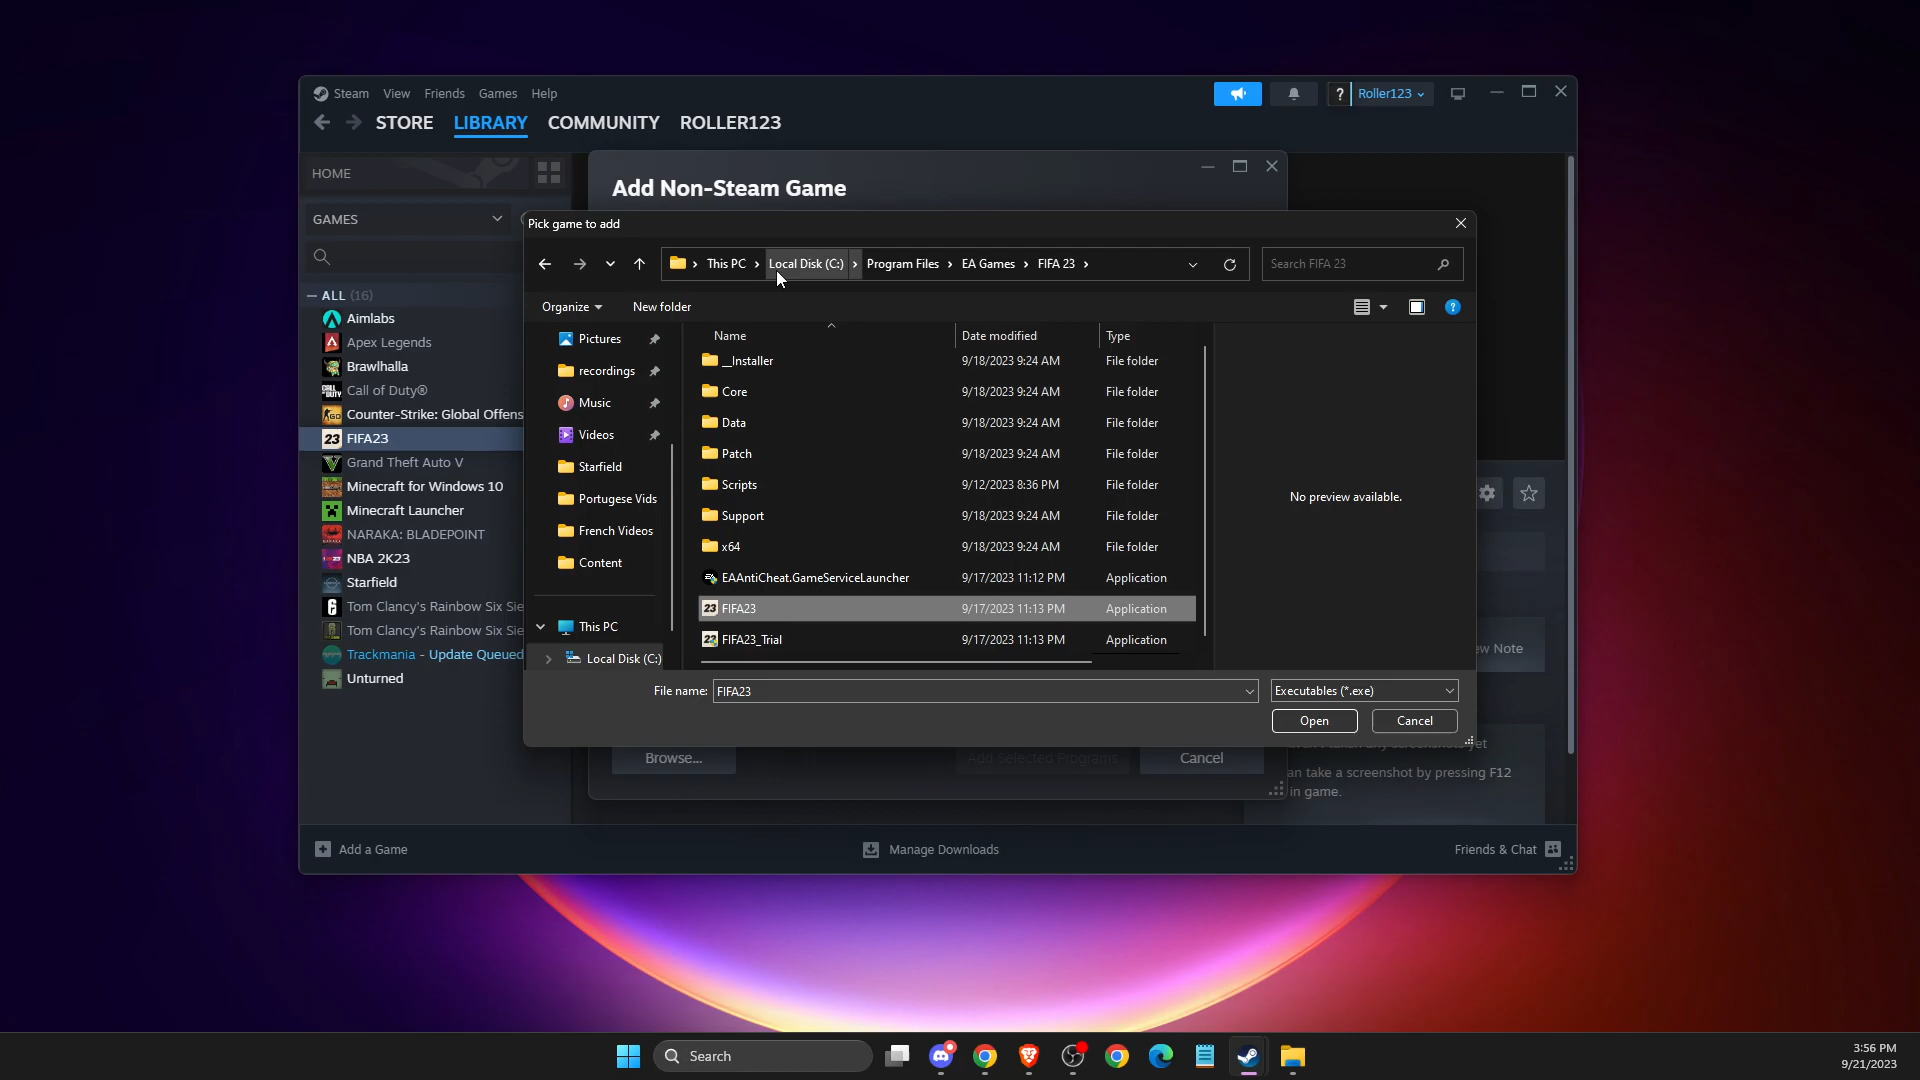 Steam View Friends Games Help
? Roller123
STORE LIBRARY COMMUNITY ROLLER123
HOME
GAMES
ALL (16)
Aimlabs
Apex Legends
Brawlhalla
Call of Duty®
Counter-Strike: Global Offens
FIFA23
Grand Theft Auto V
Minecraft for Windows 10
Minecraft Launcher
NARAKA: BLADEPOINT
NBA 2K23
Starfield
Tom Clancy's Rainbow Six Sie
Tom Clancy's Rainbow Six Sie
Trackmania - Update Queued
Unturned
Add Non-Steam Game
Pick game to add
This PC > Local Disk (C:) > Program Files > EA Games > FIFA 23 >
Search FIFA 23
Organize New folder
Pictures
recordings
Music
Videos
Starfield
Portugese Vids
French Videos
Content
This PC
Local Disk (C:)
Name Date modified Type
__Installer 9/18/2023 9:24 AM File folder
Core 9/18/2023 9:24 AM File folder
Data 9/18/2023 9:24 AM File folder
Patch 9/18/2023 9:24 AM File folder
Scripts 9/12/2023 8:36 PM File folder
Support 9/18/2023 9:24 AM File folder
x64 9/18/2023 9:24 AM File folder
EAAntiCheat.GameServiceLauncher 9/17/2023 11:12 PM Application
FIFA23 9/17/2023 11:13 PM Application
FIFA23_Trial 9/17/2023 11:13 PM Application
No preview available.
File name: FIFA23
Executables (*.exe)
Open Cancel
Browse... Add Selected Programs Cancel
ew Note
taken any screenshots yet
an take a screenshot by pressing F12
in game.
Add a Game
Manage Downloads
Friends & Chat
Search
3:56 PM
9/21/2023